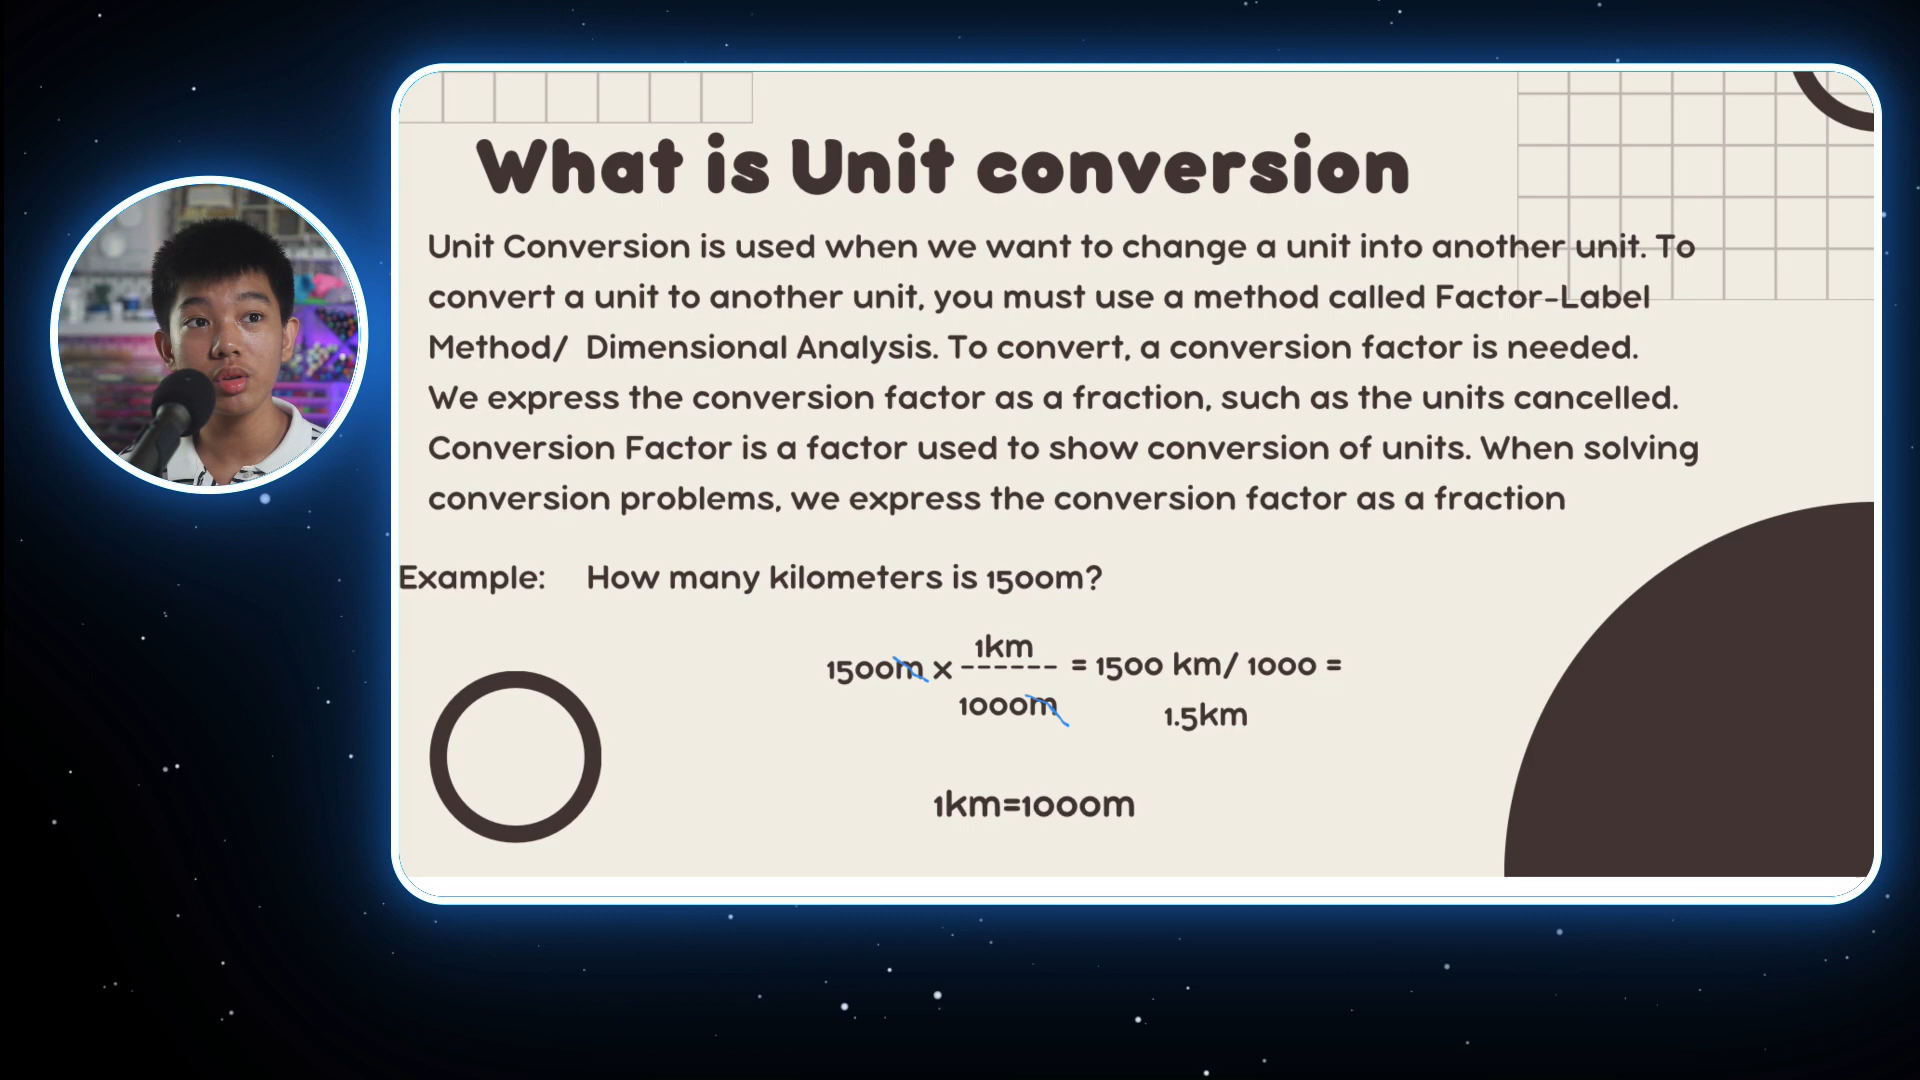 What is Unit conversion
Unit Conversion is used when we want to change a unit into another unit. To
convert a unit to another unit, you must use a method called Factor-Label
Method/ Dimensional Analysis. To convert, a conversion factor is needed.
We express the conversion factor as a fraction, such as the units cancelled.
Conversion Factor is a factor used to show conversion of units. When solving
conversion problems, we express the conversion factor as a fraction
Example: How many kilometers is 1500m?
1km
1500m x ------ = 1500 km/ 1000 =
1000m 1.5km
1km=1000m